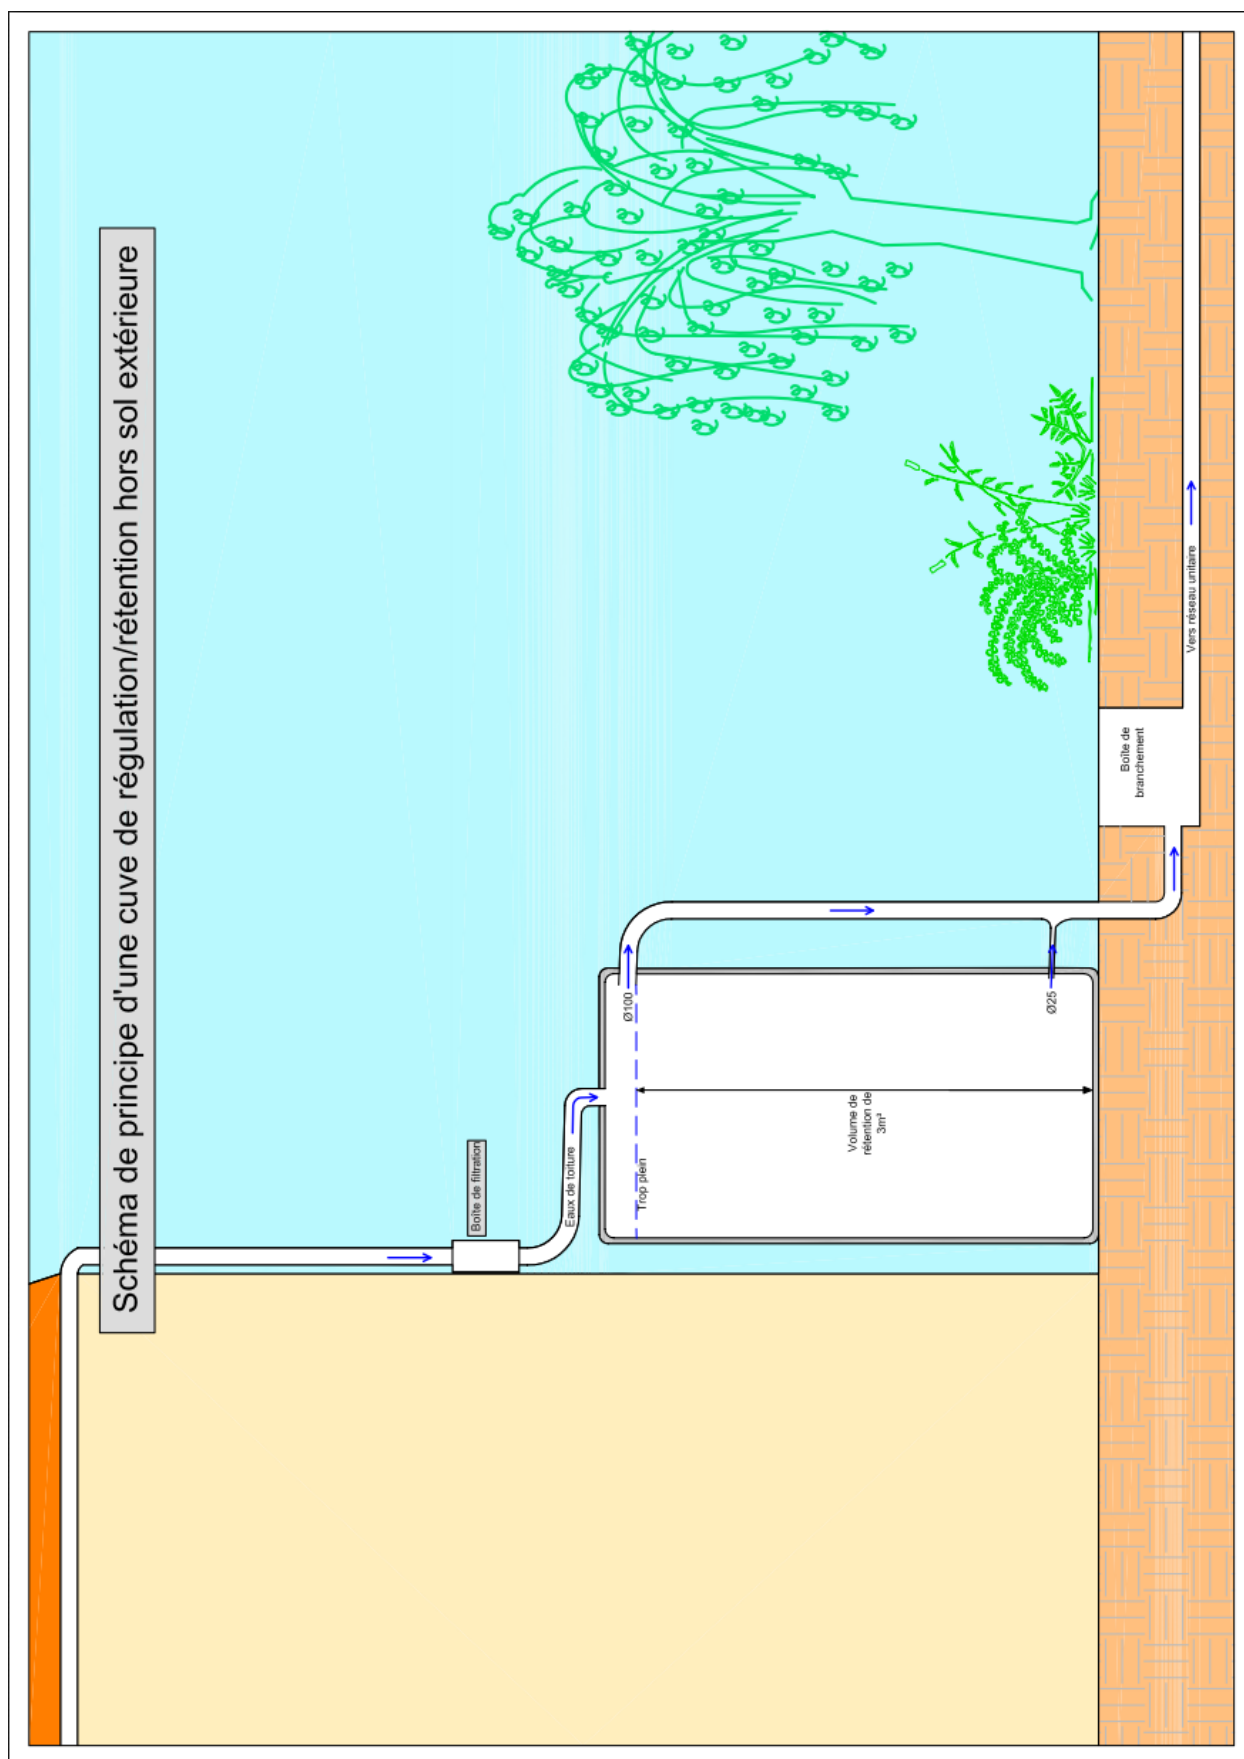 Schéma de principe d'une cuve de régulation/rétention hors sol extérieure
Boîte de filtration
Eaux de toiture
Trop plein
Ø100
Volume de
rétention de
3m³
Ø25
Boîte de
branchement
Vers réseau unitaire